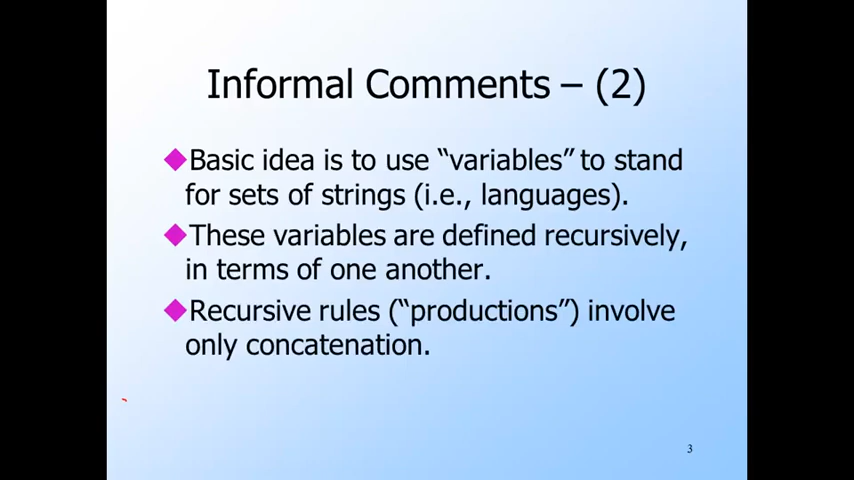 Informal Comments – (2)
Basic idea is to use “variables” to stand
for sets of strings (i.e., languages).
These variables are defined recursively,
in terms of one another.
Recursive rules (“productions”) involve
only concatenation.
3